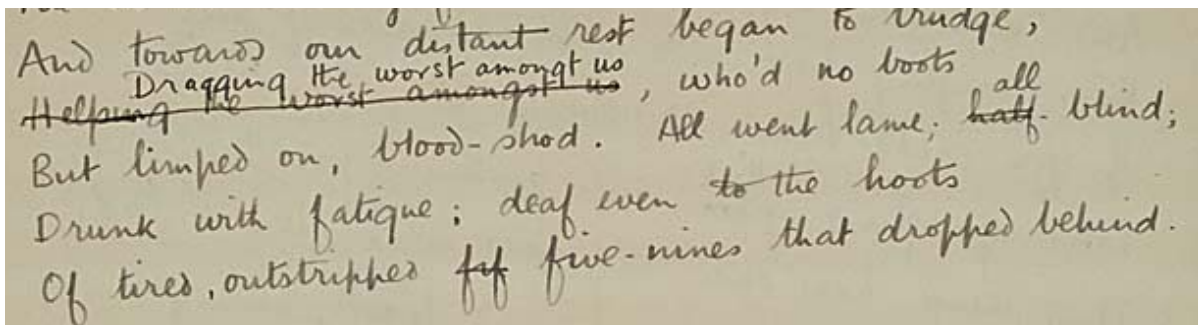 And towards our distant rest began to trudge,
Dragging the worst amongt us
Helping the worst amongst us, who'd no boots
all
But limped on, blood-shod. All went lame; half-blind;
Drunk with fatigue; deaf even to the hoots
Of tired, outstripped fif five-nines that dropped behind.